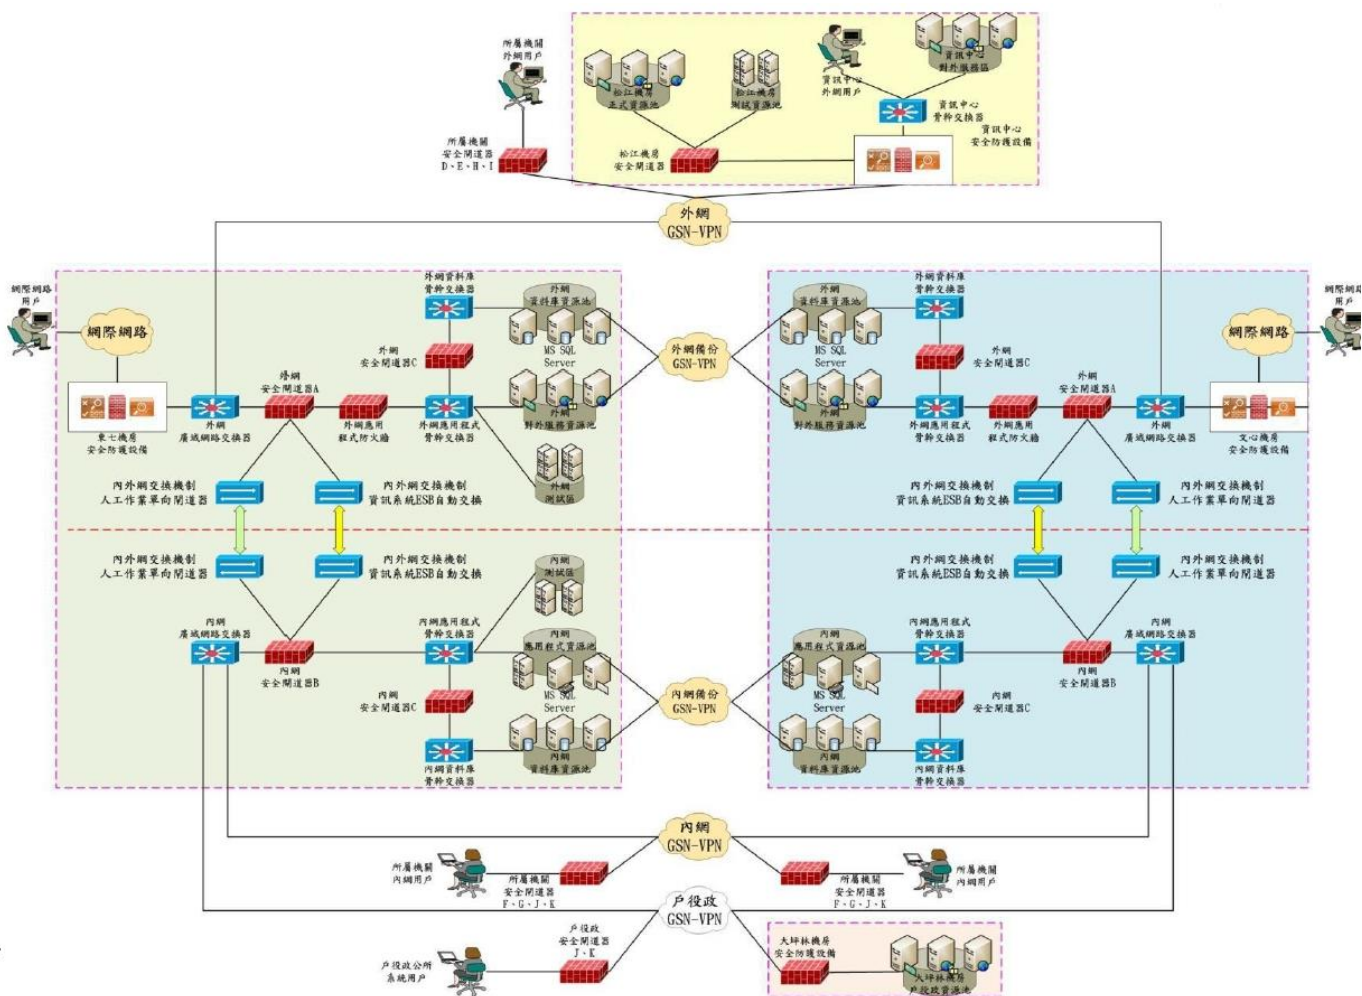 所屬機關
外網用戶
松江機房
正式資源池
松江機房
測試資源池
資訊中心
外網用戶
資訊中心
對外服務區
資訊中心
骨幹交換器
資訊中心
安全防護設備
所屬機關
安全閘道器
D、E、H、I
松江機房
安全閘道器
外網
GSN-VPN
網際網路
用戶
網際網路
東七機房
安全防護設備
外網
廣域網路交換器
外網
安全閘道器A
外網應用
程式防火牆
外網應用程式
骨幹交換器
外網資料庫
骨幹交換器
外網
安全閘道器C
外網
資料庫資源池
MS SQL
Server
外網
對外服務資源池
外網
測試區
外網備份
GSN-VPN
外網
資料庫資源池
MS SQL
Server
外網
對外服務資源池
外網資料庫
骨幹交換器
外網
安全閘道器C
外網應用程式
骨幹交換器
外網應用
程式防火牆
外網
安全閘道器A
外網
廣域網路交換器
網際網路
網際網路
用戶
文心機房
安全防護設備
內外網交換機制
人工作業單向閘道器
內外網交換機制
資訊系統ESB自動交換
內外網交換機制
資訊系統ESB自動交換
內外網交換機制
人工作業單向閘道器
內外網交換機制
人工作業單向閘道器
內外網交換機制
資訊系統ESB自動交換
內外網交換機制
資訊系統ESB自動交換
內外網交換機制
人工作業單向閘道器
內網
廣域網路交換器
內網
安全閘道器B
內網應用程式
骨幹交換器
內網
測試區
內網
應用程式資源池
MS SQL
Server
內網
安全閘道器C
內網資料庫
骨幹交換器
內網
資料庫資源池
內網備份
GSN-VPN
內網
應用程式資源池
MS SQL
Server
內網
資料庫資源池
內網應用程式
骨幹交換器
內網
安全閘道器C
內網資料庫
骨幹交換器
內網
安全閘道器B
內網
廣域網路交換器
內網
GSN-VPN
所屬機關
內網用戶
所屬機關
安全閘道器
F、G、J、K
所屬機關
安全閘道器
F、G、J、K
所屬機關
內網用戶
戶役政
GSN-VPN
戶役政公所
系統用戶
戶役政
安全閘道器
J、K
大坪林機房
安全防護設備
大坪林機房
戶役政資源池